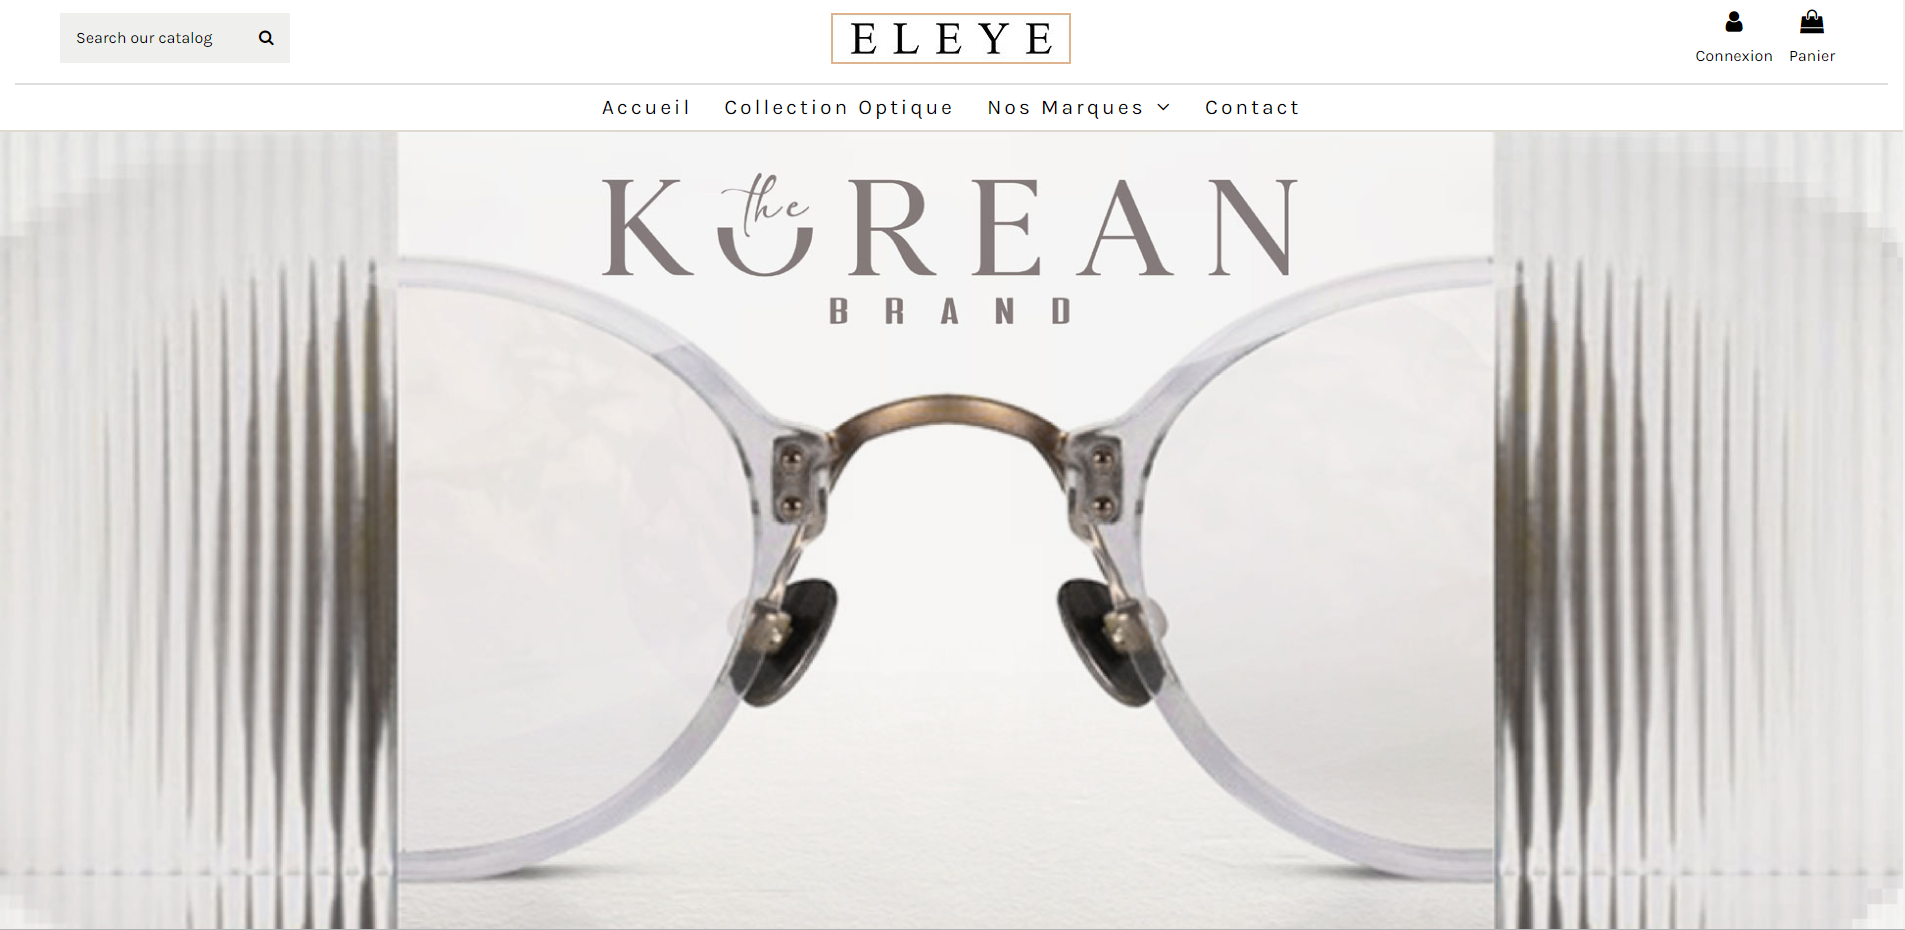 Search our catalog
ELEYE
Connexion
Panier
Accueil
Collection Optique
Nos Marques
Contact
the
KOREAN
BRAND